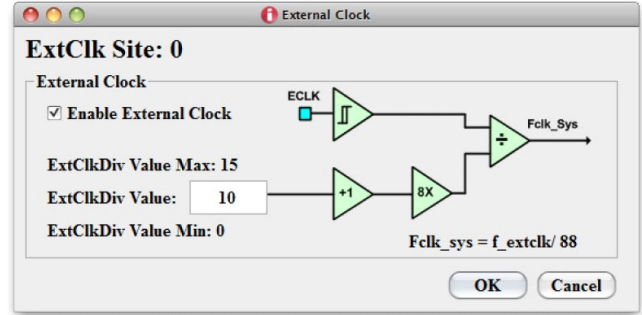 External Clock
ExtClk Site: 0
External Clock
Enable External Clock
ECLK
Fclk_Sys
÷
ExtClkDiv Value Max: 15
ExtClkDiv Value: 10
+1
8X
ExtClkDiv Value Min: 0
Fclk_sys = f_extclk/ 88
OK
Cancel